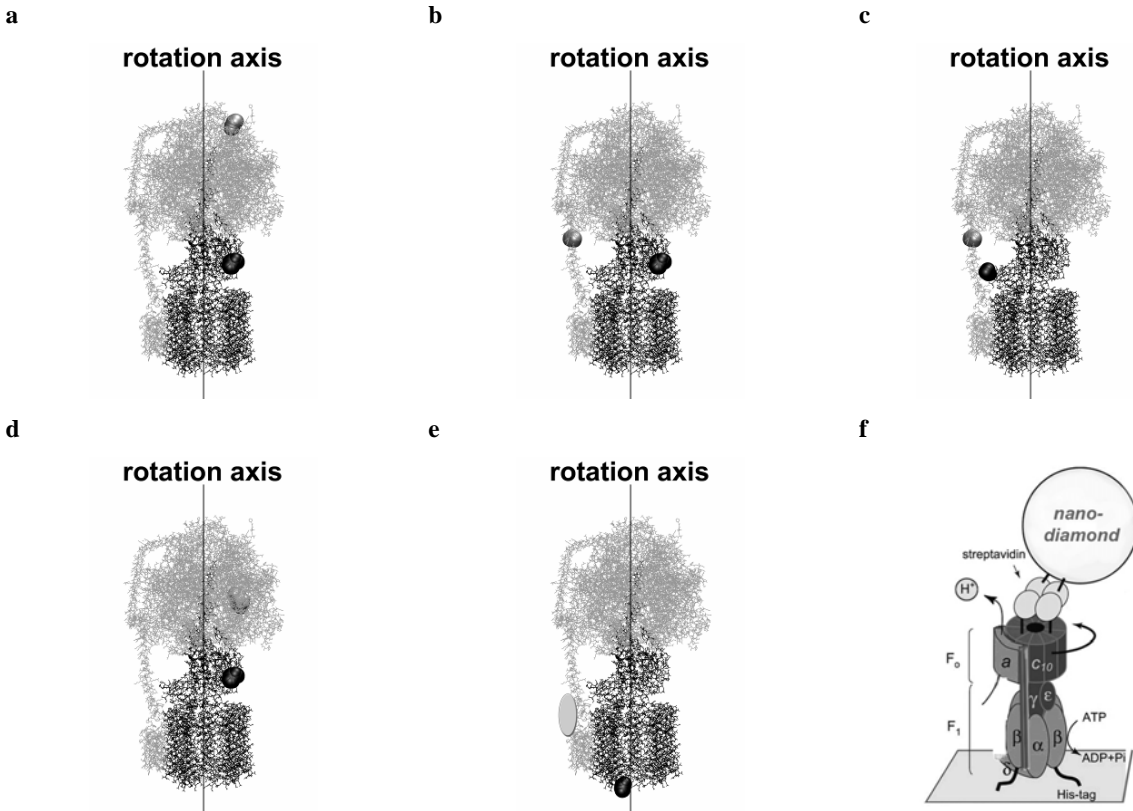 a
b
c
rotation axis
rotation axis
rotation axis
d
e
f
rotation axis
rotation axis
nano-
diamond
streptavidin
H⁺
Fₒ
a
c₁₀
γ
ε
F₁
ATP
β
α
β
ADP+Pi
δ
His-tag